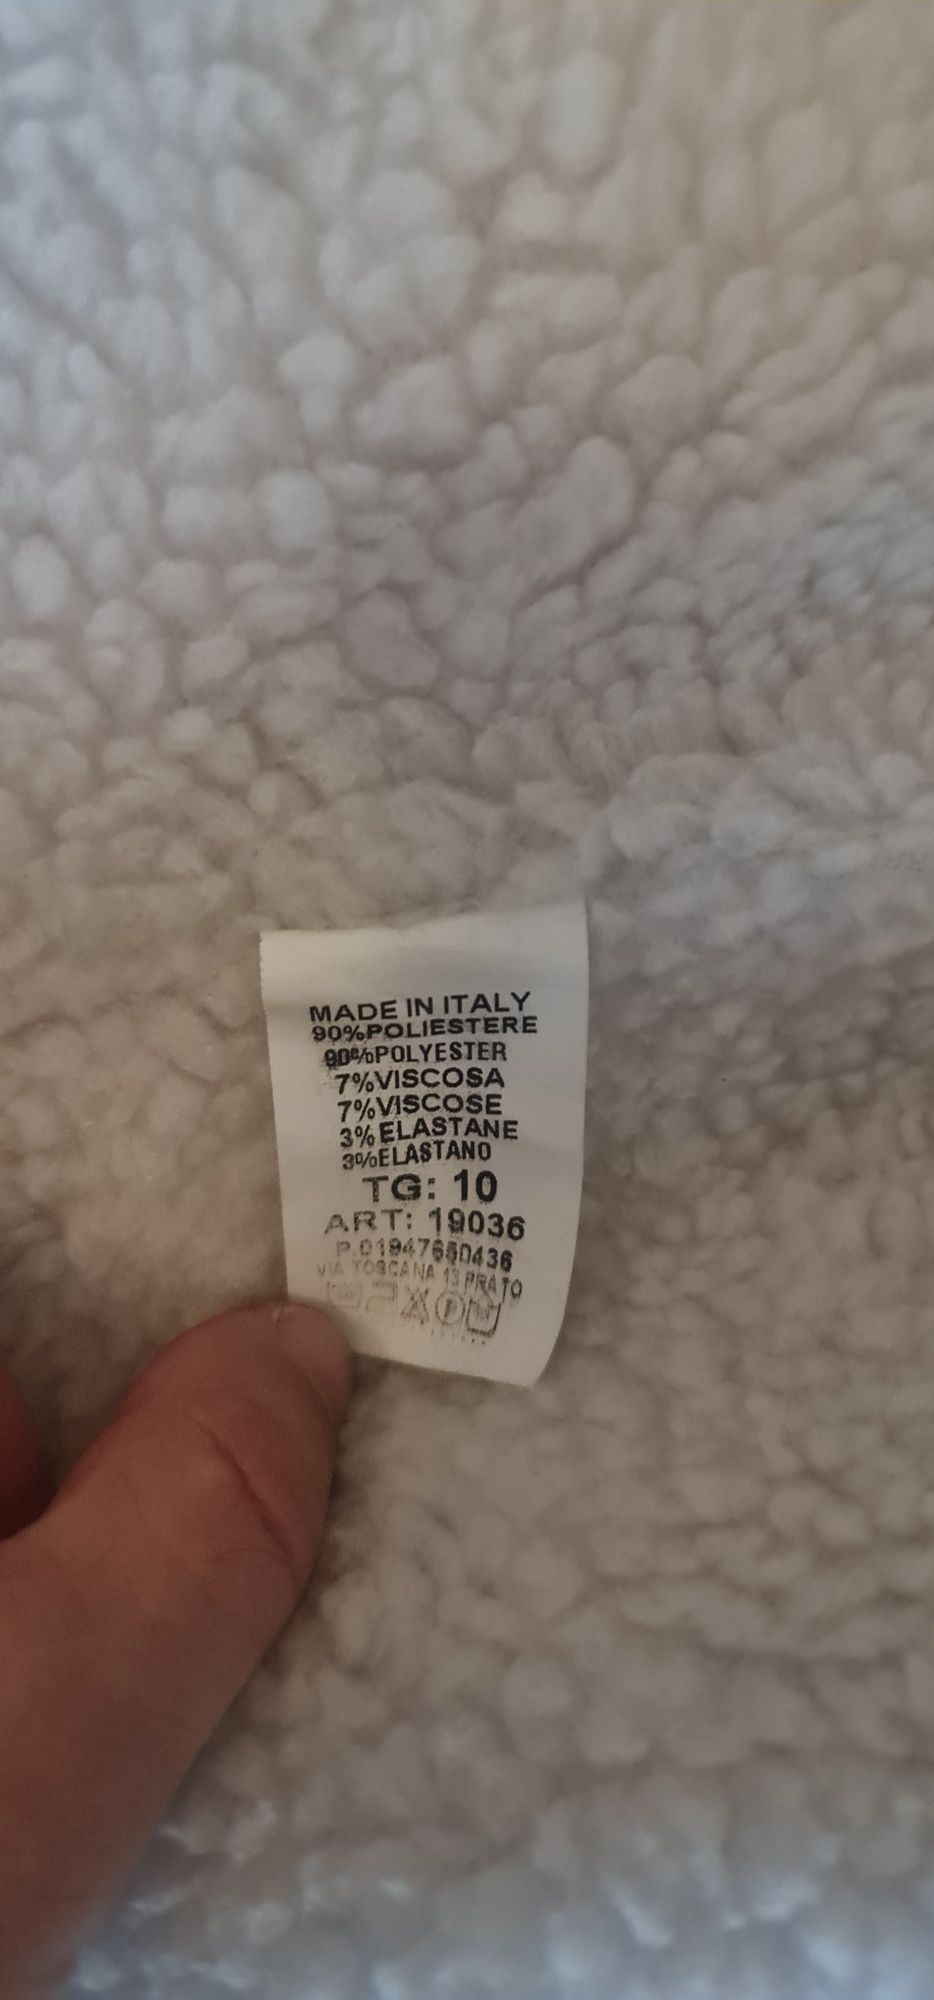 MADE IN ITALY
90%POLIESTERE
90%POLYESTER
7%VISCOSA
7%VISCOSE
3%ELASTANE
3%ELASTANO
TG: 10
ART: 19036
VIA TOSCANA 13 PRATO